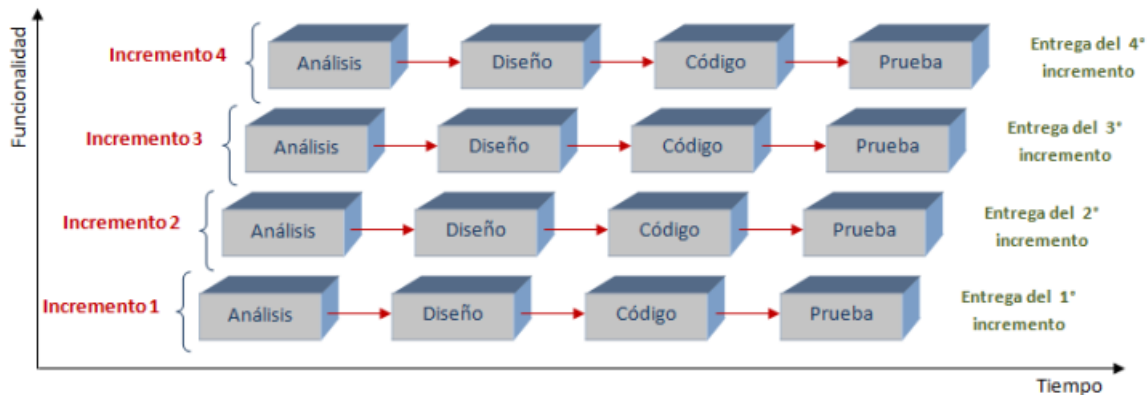 Funcionalidad
Incremento 4
Análisis
Diseño
Código
Prueba
Entrega del 4°
incremento
Incremento 3
Análisis
Diseño
Código
Prueba
Entrega del 3°
incremento
Incremento 2
Análisis
Diseño
Código
Prueba
Entrega del 2°
incremento
Incremento 1
Análisis
Diseño
Código
Prueba
Entrega del 1°
incremento
Tiempo